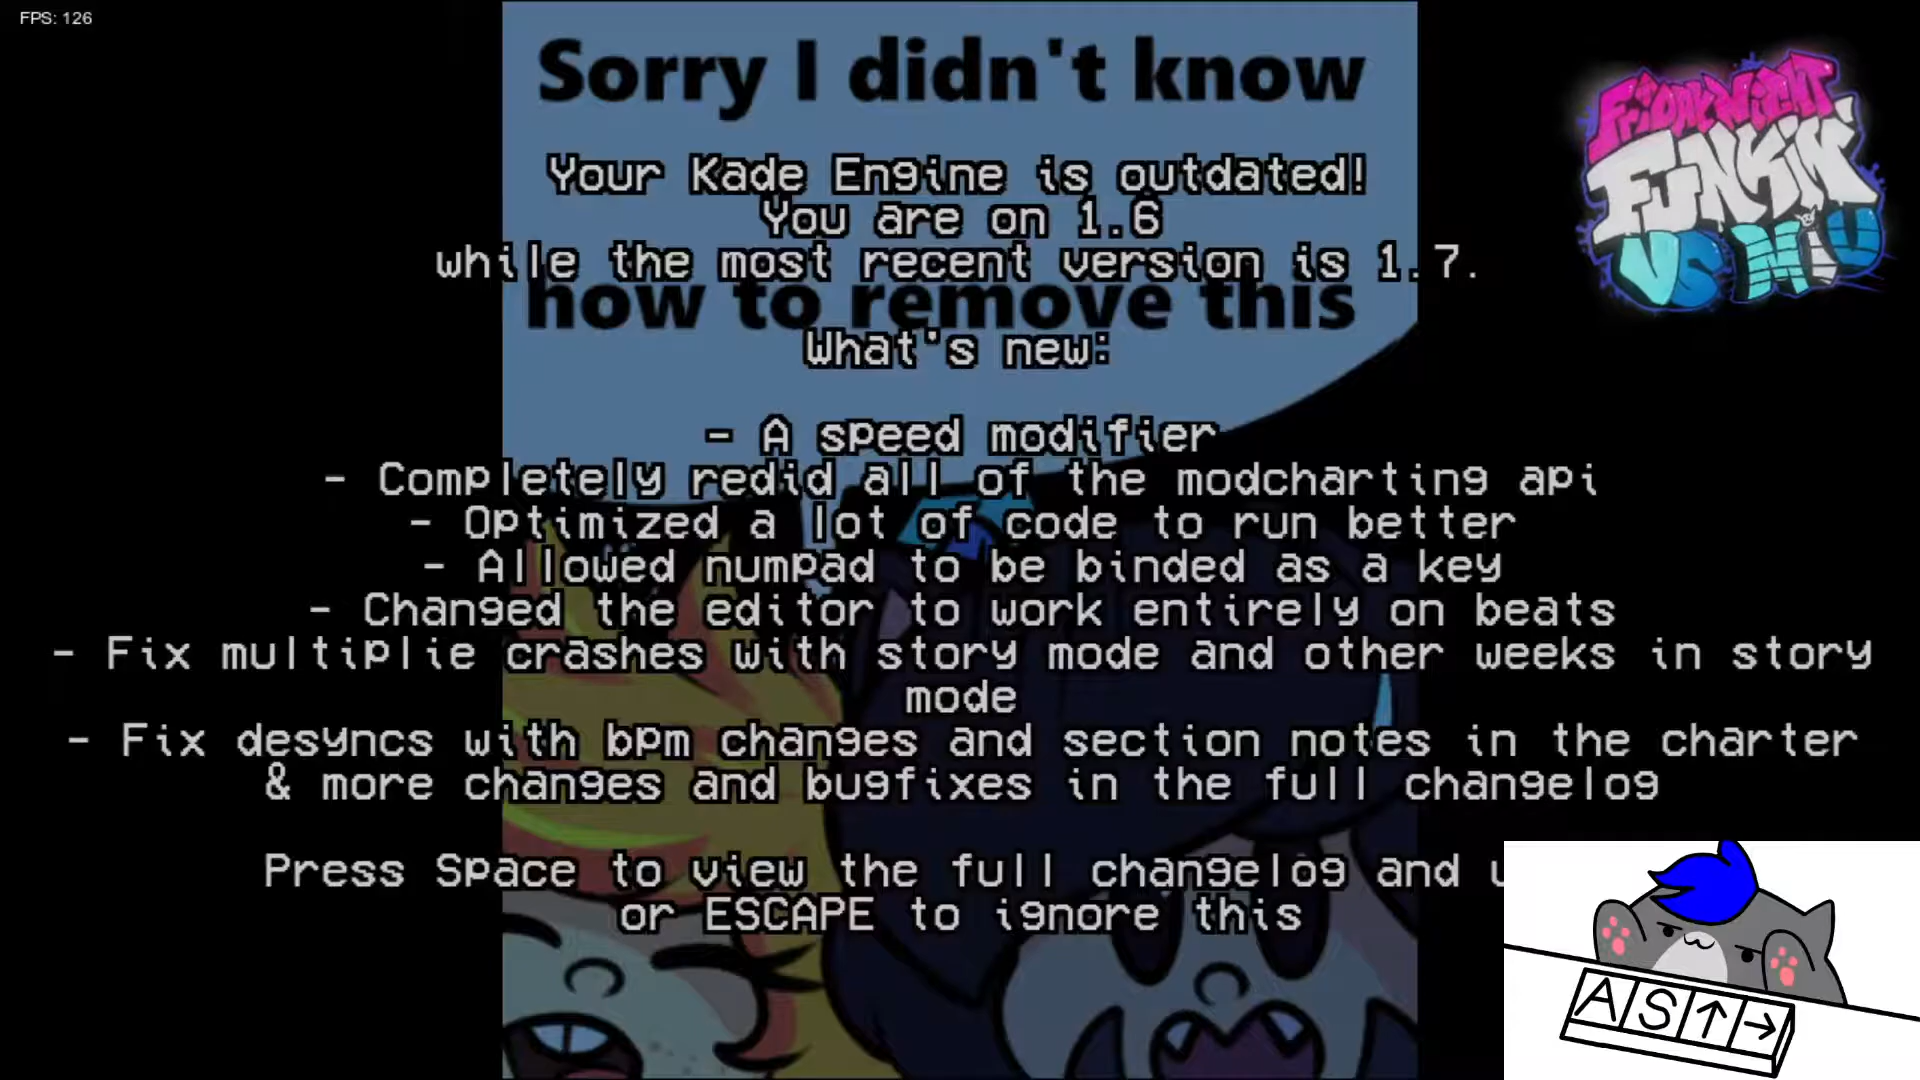 FPS: 126
Sorry I didn't know
Your Kade Engine is outdated!
You are on 1.6
while the most recent version is 1.7.
how to remove this
What's new:
- A speed modifier
- Completely redid all of the modcharting api
- Optimized a lot of code to run better
- Allowed numpad to be binded as a key
- Changed the editor to work entirely on beats
- Fix multiplie crashes with story mode and other weeks in story
mode
- Fix desyncs with bpm changes and section notes in the charter
& more changes and bugfixes in the full changelog
Press Space to view the full changelog and
or ESCAPE to ignore this
FRIDAY NIGHT
FUNKIN'
VS MIU
A S ↑ →